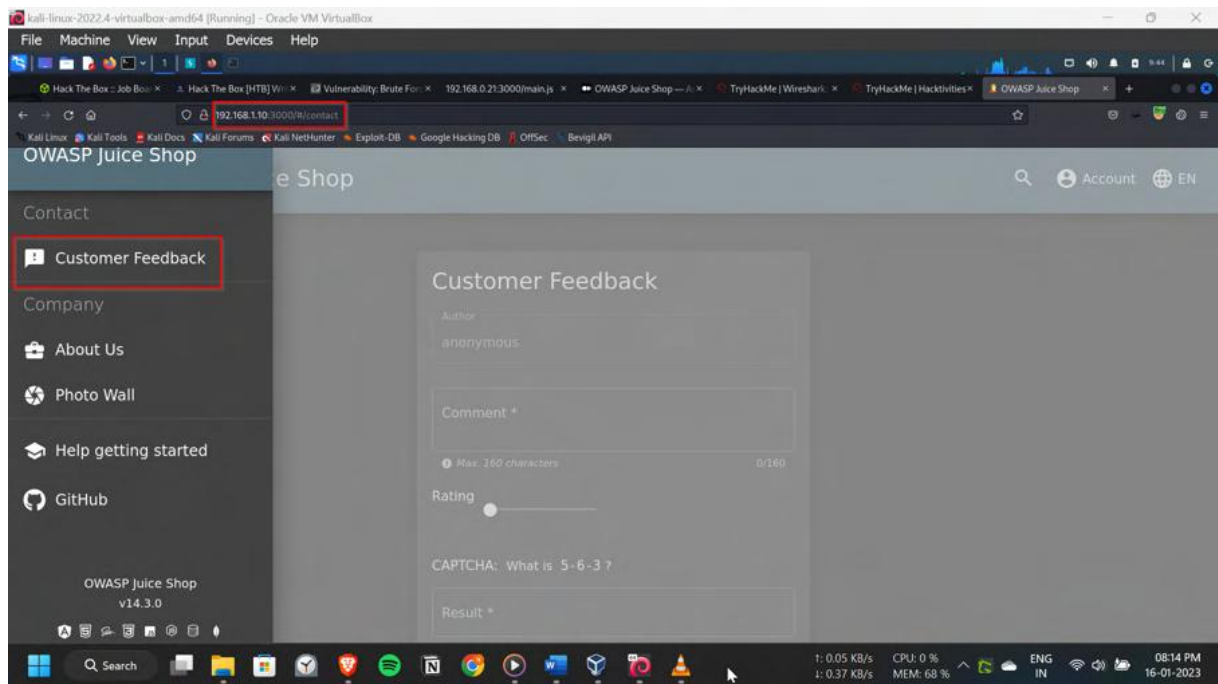 kali-linux-2022.4-virtualbox-amd64 [Running] - Oracle VM VirtualBox
File Machine View Input Devices Help
1
9:44
Hack The Box :: Job Boa
Hack The Box [HTB]
Vulnerability: Brute For
192.168.0.21:3000/main.js
OWASP Juice Shop
TryHackMe | Wireshark
TryHackMe | Hacktivities
OWASP Juice Shop
192.168.1.10:3000/#/contact
Kali Linux Kali Tools Kali Docs Kali Forums Kali NetHunter Exploit-DB Google Hacking DB OffSec Bevigil API
OWASP Juice Shop
e Shop
Account EN
Contact
Customer Feedback
Company
About Us
Photo Wall
Help getting started
GitHub
OWASP Juice Shop
v14.3.0
Customer Feedback
Author
anonymous
Comment *
Max. 160 characters 0/160
Rating
CAPTCHA: What is 5-6-3 ?
Result *
Search
↑: 0.05 KB/s
↓: 0.37 KB/s
CPU: 0 %
MEM: 68 %
ENG
IN
08:14 PM
16-01-2023